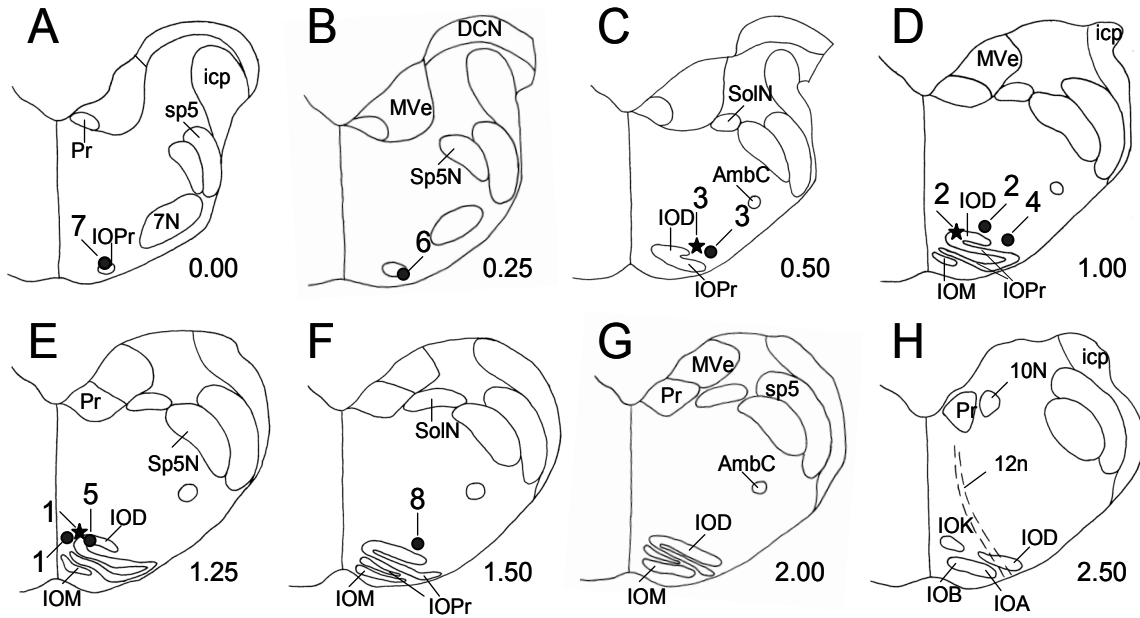 A
icp
sp5
Pr
7N
7
IOPr
0.00
B
DCN
MVe
Sp5N
6
0.25
C
SolN
AmbC
3
IOD
3
IOPr
0.50
D
icp
MVe
2
IOD
2
4
IOM
IOPr
1.00
E
Pr
Sp5N
1
5
IOD
1
IOM
1.25
F
SolN
8
IOM
IOPr
1.50
G
MVe
Pr
sp5
AmbC
IOD
IOM
2.00
H
icp
10N
Pr
12n
IOK
IOD
IOB
IOA
2.50